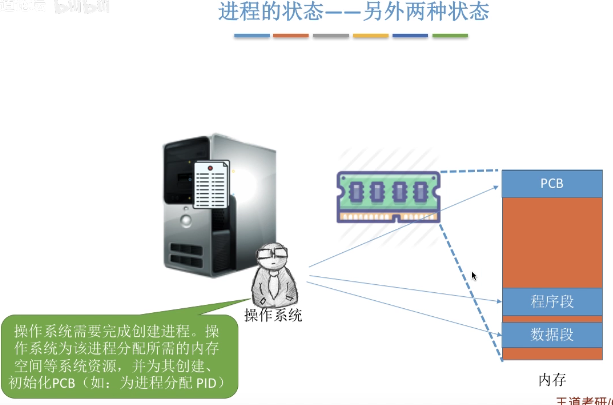 进程的状态——另外两种状态
PCB
程序段
数据段
操作系统
操作系统需要完成创建进程。操
作系统为该进程分配所需的内存
空间等系统资源，并为其创建、
初始化PCB（如：为进程分配 PID）
内存
王道考研/